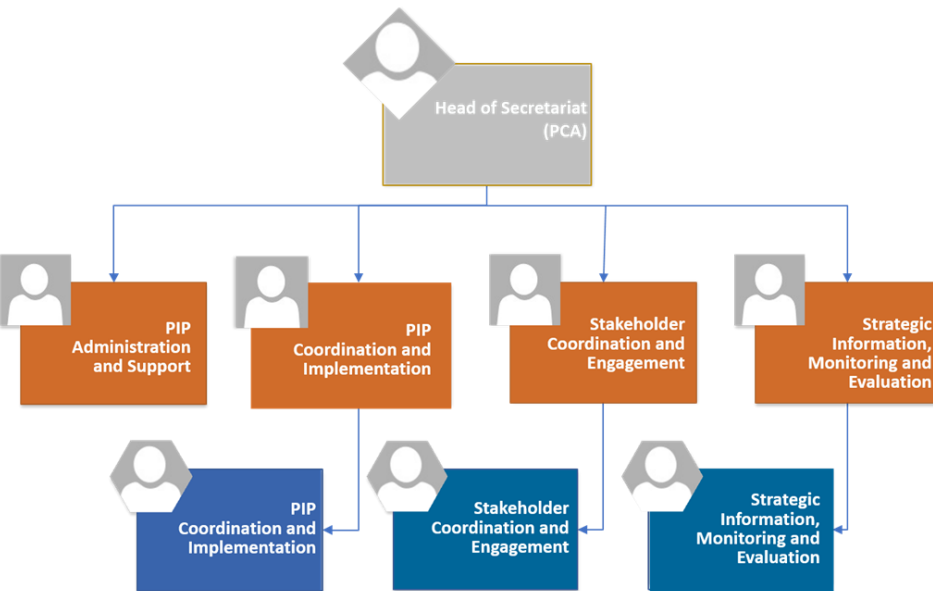 Head of Secretariat
(PCA)
PIP
Administration
and Support
PIP
Coordination and
Implementation
Stakeholder
Coordination and
Engagement
Strategic
Information,
Monitoring and
Evaluation
PIP
Coordination and
Implementation
Stakeholder
Coordination and
Engagement
Strategic
Information,
Monitoring and
Evaluation